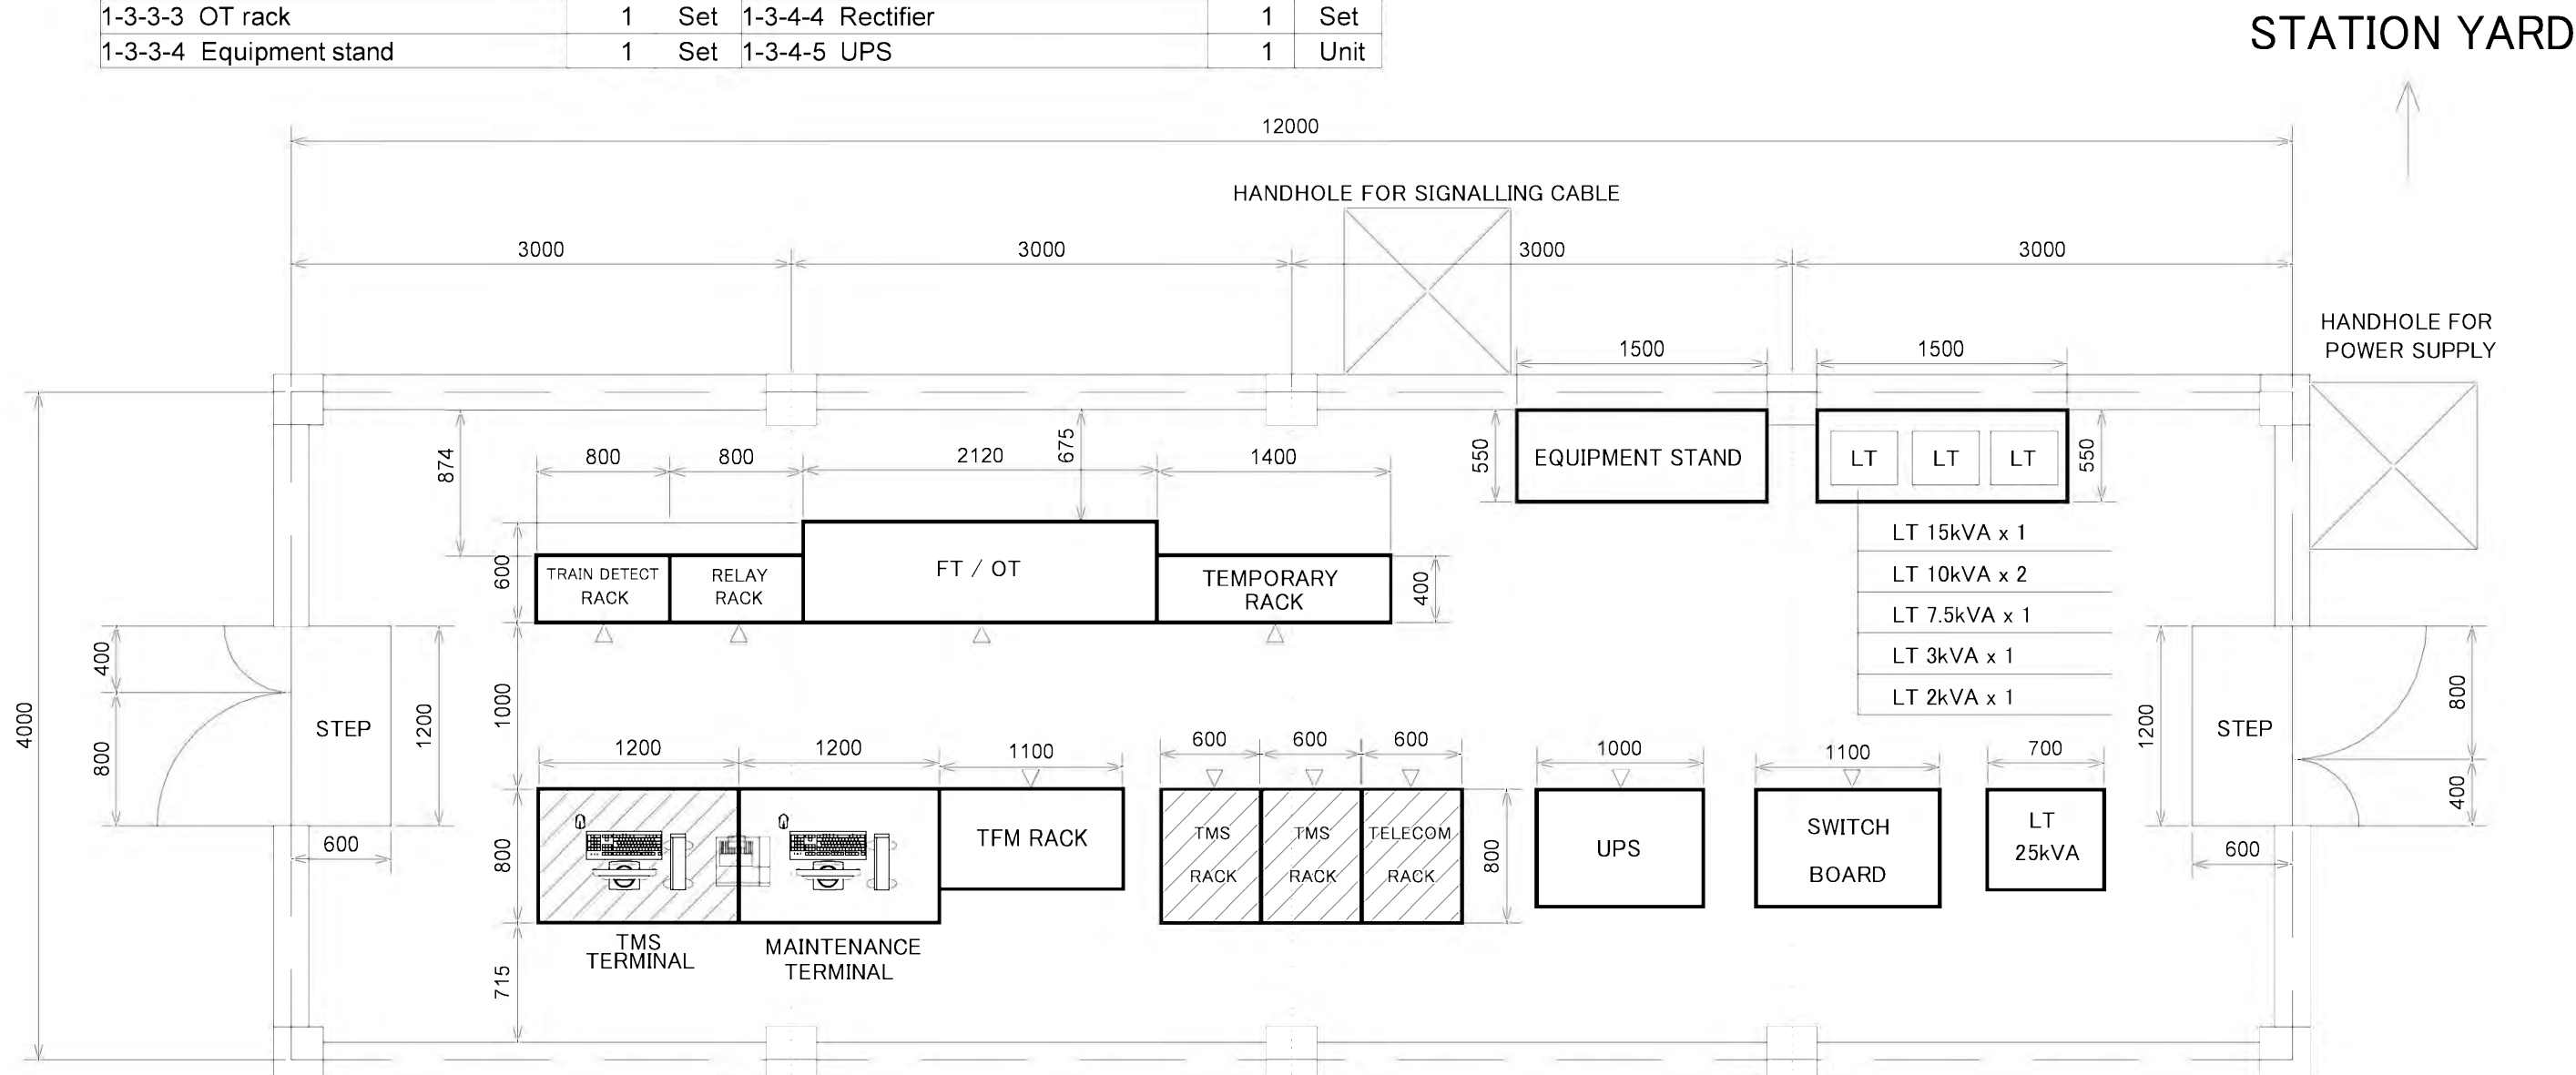 1-3-3-3 OT rack 1 Set 1-3-4-4 Rectifier 1 Set
1-3-3-4 Equipment stand 1 Set 1-3-4-5 UPS 1 Unit
STATION YARD
12000
HANDHOLE FOR SIGNALLING CABLE
3000 3000 3000 3000
HANDHOLE FOR
POWER SUPPLY
1500 1500
874
800 800 2120 675 1400
550 EQUIPMENT STAND LT LT LT 550
600
TRAIN DETECT
RACK
RELAY
RACK
FT / OT
TEMPORARY
RACK
400
LT 15kVA x 1
LT 10kVA x 2
LT 7.5kVA x 1
LT 3kVA x 1
LT 2kVA x 1
4000
400
800
STEP
1200
600
1000
1200 1200 1100 600 600 600 1000 1100 700
800
TFM RACK
TMS
RACK
TMS
RACK
TELECOM
RACK
800
UPS
SWITCH
BOARD
LT
25kVA
1200
STEP
800
400
600
TMS
TERMINAL
MAINTENANCE
TERMINAL
715